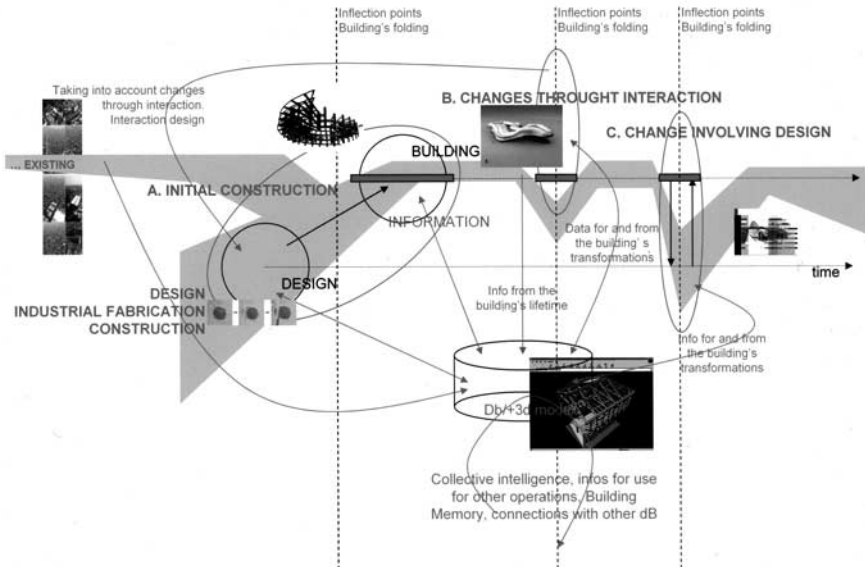 Inflection points
Building's folding
Inflection points
Building's folding
Inflection points
Building's folding
Taking into account changes
through interaction.
Interaction design
B. CHANGES THROUGHT INTERACTION
C. CHANGE INVOLVING DESIGN
BUILDING
... EXISTING
A. INITIAL CONSTRUCTION
INFORMATION
Data for and from
the building' s
transformations
DESIGN
time
DESIGN
INDUSTRIAL FABRICATION
CONSTRUCTION
Info from the
building's lifetime
Info for and from
the building's
transformations
Db/+3d model
Collective intelligence, infos for use
for other operations, Building
Memory, connections with other dB